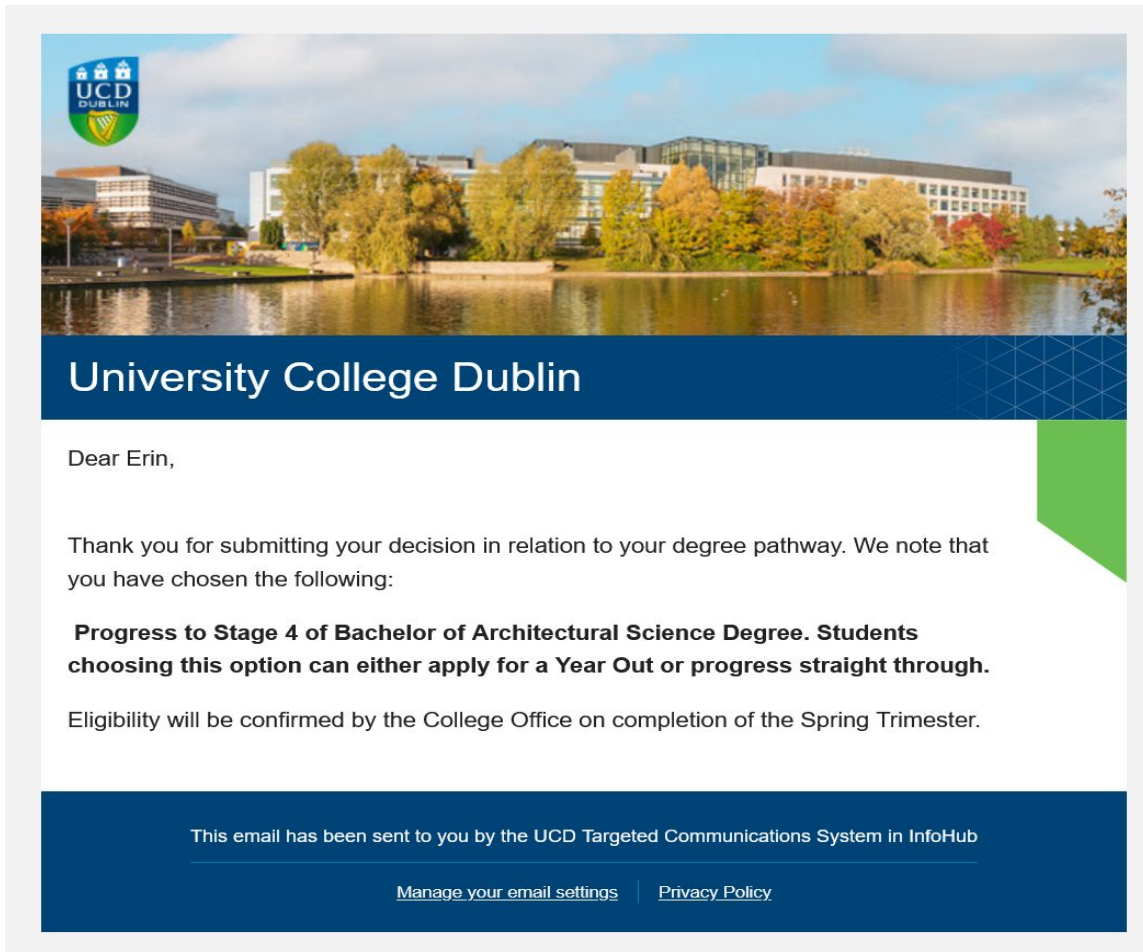 UCD
DUBLIN
University College Dublin
Dear Erin,
Thank you for submitting your decision in relation to your degree pathway. We note that
you have chosen the following:
Progress to Stage 4 of Bachelor of Architectural Science Degree. Students
choosing this option can either apply for a Year Out or progress straight through.
Eligibility will be confirmed by the College Office on completion of the Spring Trimester.
This email has been sent to you by the UCD Targeted Communications System in InfoHub
Manage your email settings Privacy Policy